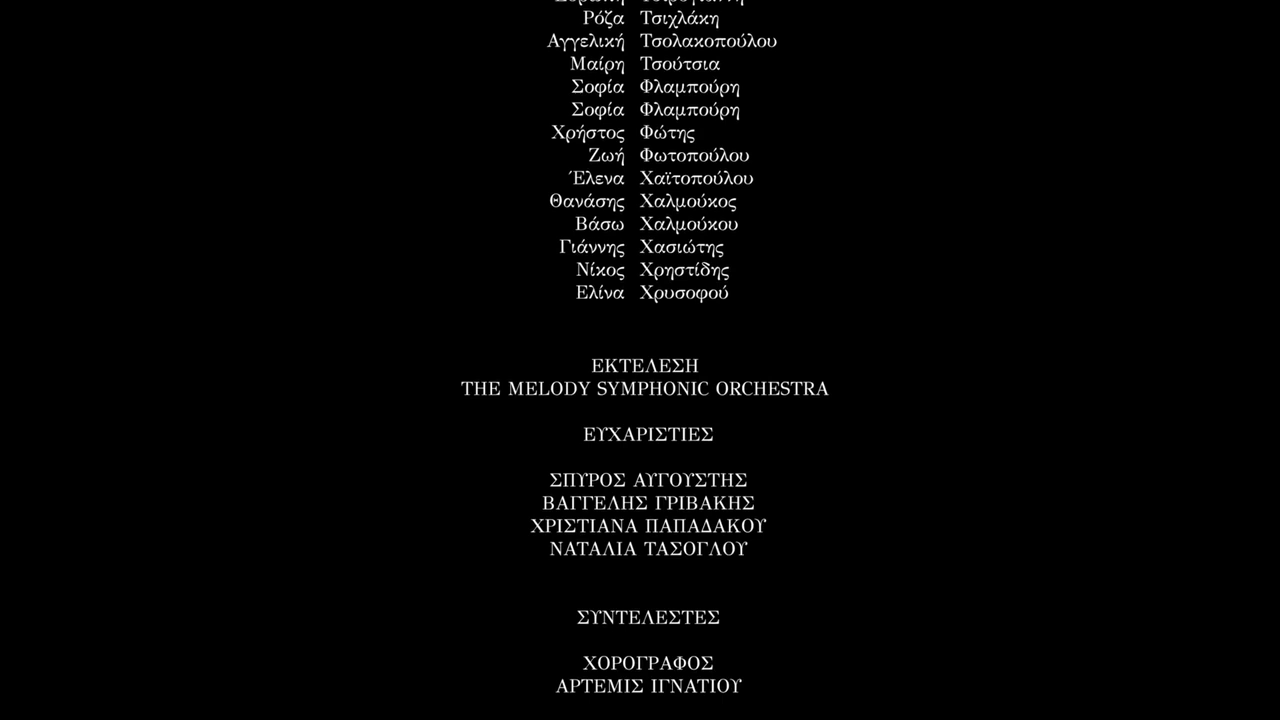 Ρόζα Τσιχλάκη
Αγγελική Τσολακοπούλου
Μαίρη Τσούτσια
Σοφία Φλαμπούρη
Σοφία Φλαμπούρη
Χρήστος Φώτης
Ζωή Φωτοπούλου
Έλενα Χαϊτοπούλου
Θανάσης Χαλμούκος
Βάσω Χαλμούκου
Γιάννης Χασιώτης
Νίκος Χρηστίδης
Ελίνα Χρυσοφού
ΕΚΤΕΛΕΣΗ
THE MELODY SYMPHONIC ORCHESTRA
ΕΥΧΑΡΙΣΤΙΕΣ
ΣΠΥΡΟΣ ΑΥΓΟΥΣΤΗΣ
ΒΑΓΓΕΛΗΣ ΓΡΙΒΑΚΗΣ
ΧΡΙΣΤΙΑΝΑ ΠΑΠΑΔΑΚΟΥ
ΝΑΤΑΛΙΑ ΤΑΣΟΓΛΟΥ
ΣΥΝΤΕΛΕΣΤΕΣ
ΧΟΡΟΓΡΑΦΟΣ
ΑΡΤΕΜΙΣ ΙΓΝΑΤΙΟΥ